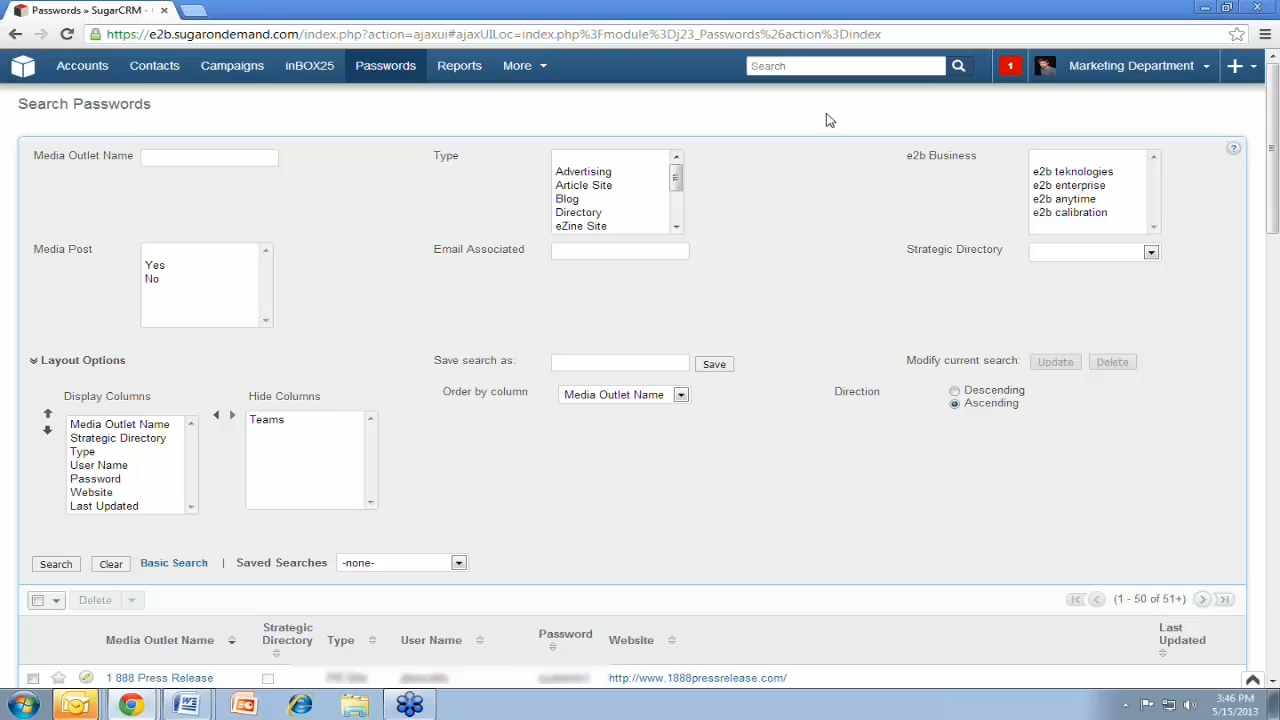 Passwords » SugarCRM -
https://e2b.sugarondemand.com/index.php?action=ajaxui#ajaxUILoc=index.php%3Fmodule%3Dj23_Passwords%26action%3Dindex
Accounts Contacts Campaigns inBOX25 Passwords Reports More Search 1 Marketing Department
Search Passwords
Media Outlet Name Type e2b Business
Advertising
Article Site
Blog
Directory
eZine Site
e2b teknologies
e2b enterprise
e2b anytime
e2b calibration
Media Post Email Associated Strategic Directory
Yes
No
Layout Options Save search as: Save Modify current search: Update Delete
Display Columns Hide Columns Order by column Media Outlet Name Direction Descending
Ascending
Media Outlet Name
Strategic Directory
Type
User Name
Password
Website
Last Updated
Teams
Search Clear Basic Search | Saved Searches -none-
Delete (1 - 50 of 51+)
Media Outlet Name Strategic Directory Type User Name Password Website Last Updated
1 888 Press Release http://www.1888pressrelease.com/
3:46 PM
5/15/2013